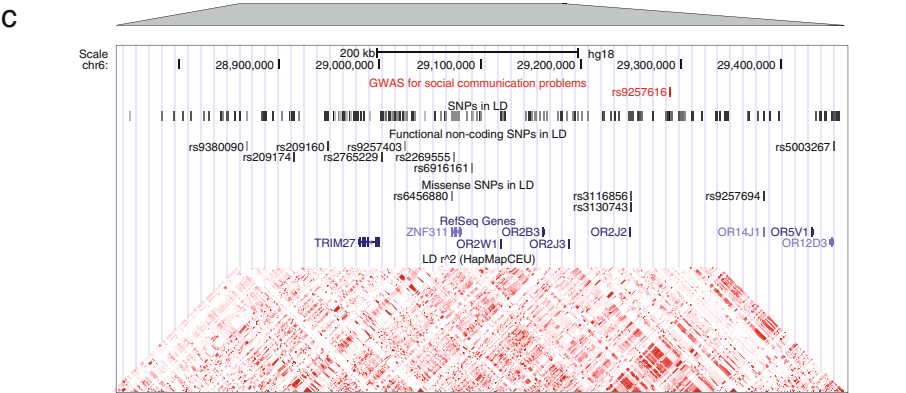 C
Scale 200 kb hg18
chr6: 28,900,000 29,000,000 29,100,000 29,200,000 29,300,000 29,400,000
GWAS for social communication problems
rs9257616
SNPs in LD
Functional non-coding SNPs in LD
rs9380090 rs209160 rs9257403 rs5003267
rs209174 rs2765229 rs2269555
rs6916161
Missense SNPs in LD
rs6456880 rs3116856 rs9257694
rs3130743
RefSeq Genes
ZNF311 OR2B3 OR2J2 OR14J1 OR5V1
TRIM27 OR2W1 OR2J3 OR12D3
LD r^2 (HapMapCEU)